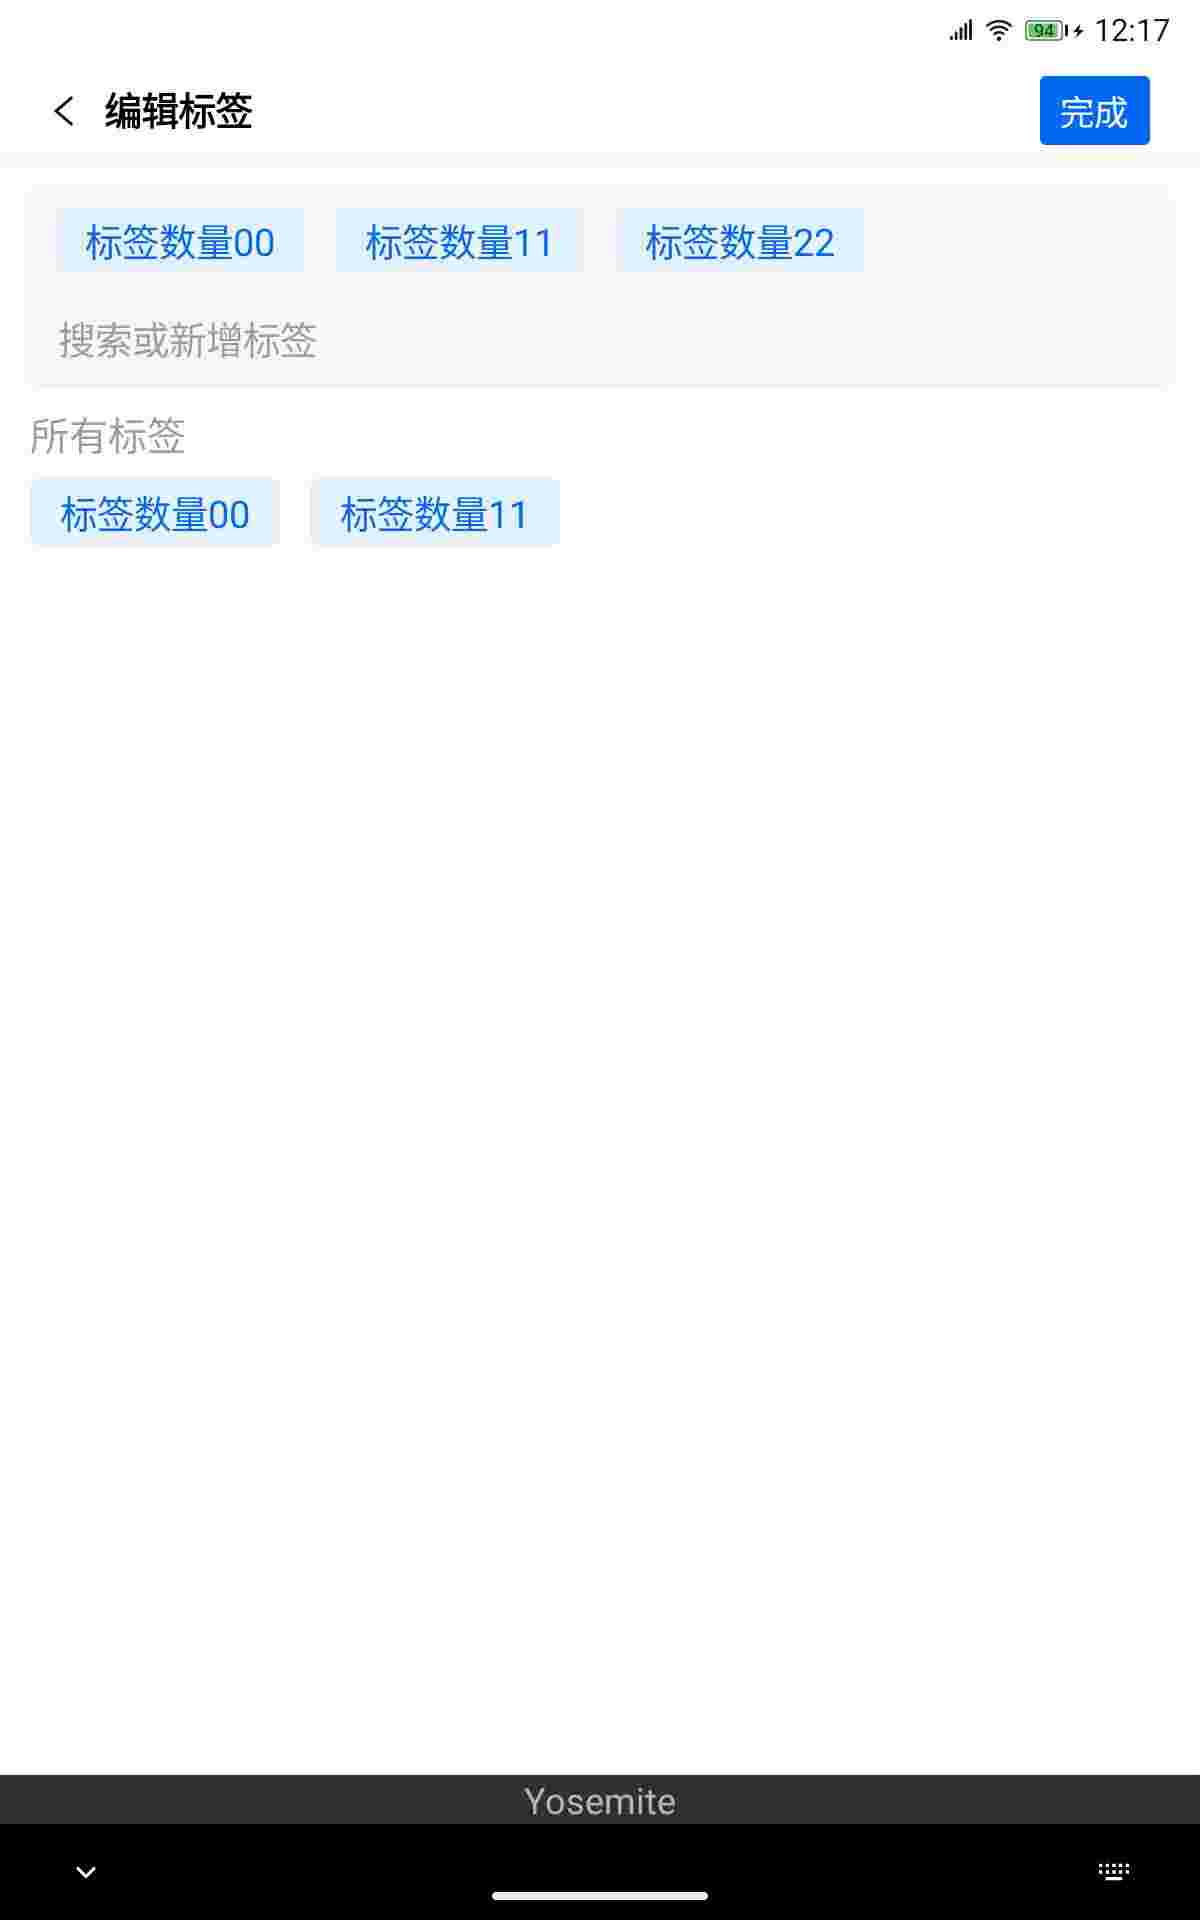 94 12:17
编辑标签
完成
标签数量00 标签数量11 标签数量22
搜索或新增标签
所有标签
标签数量00 标签数量11
Yosemite